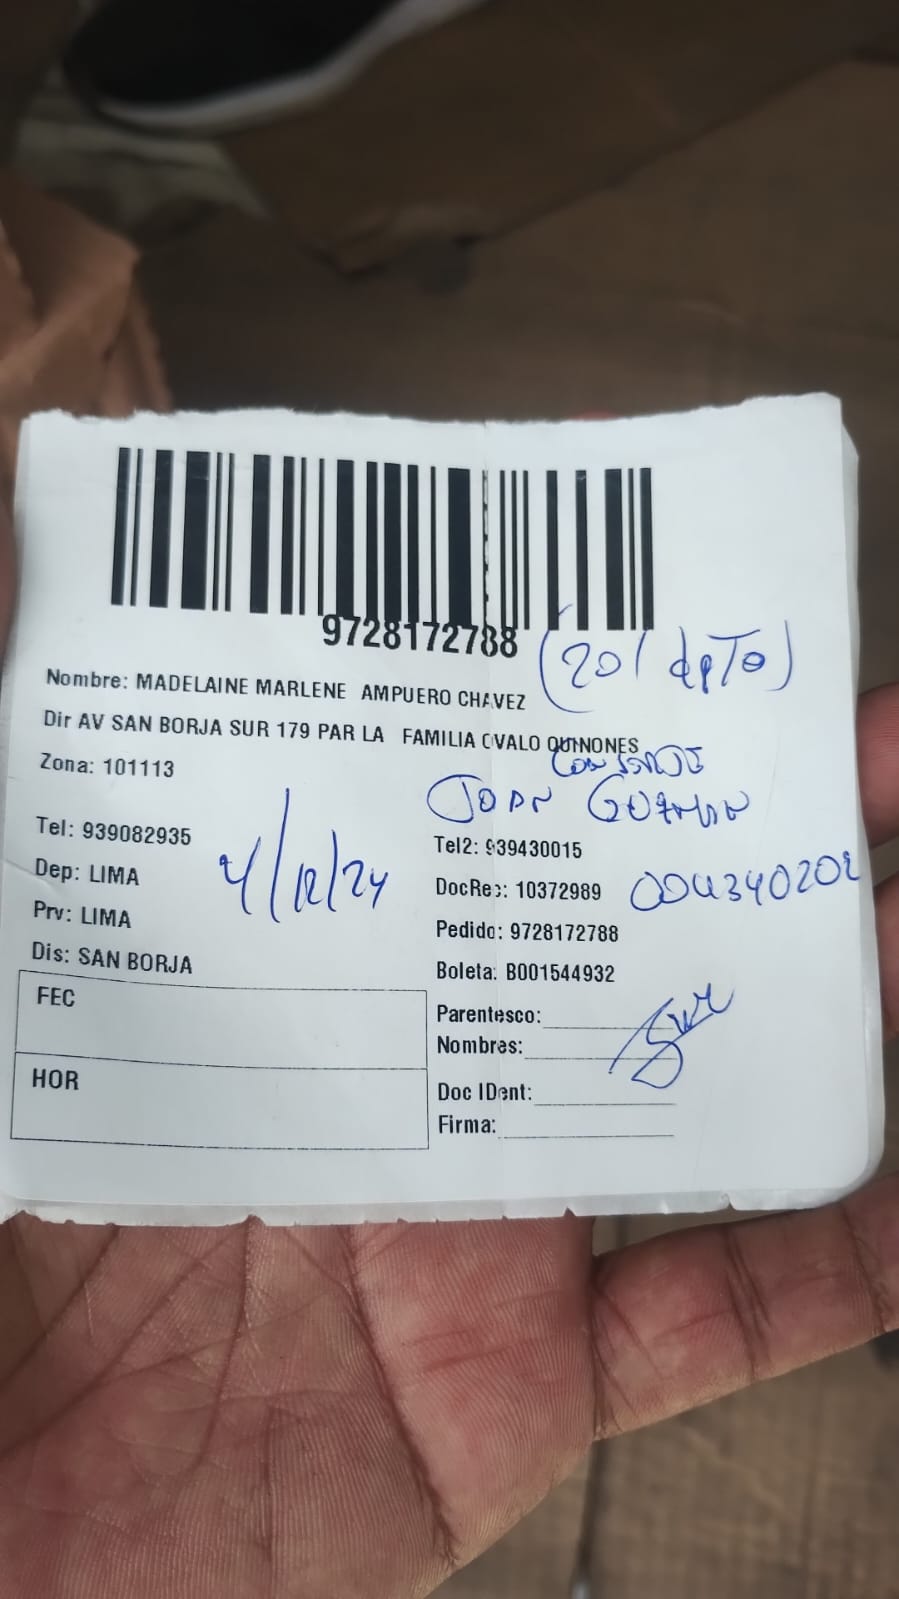 9728172788
(201 dpTo)
Nombre: MADELAINE MARLENE AMPUERO CHAVEZ
Dir AV SAN BORJA SUR 179 PAR LA FAMILIA OVALO QUINONES
Zona: 101113
JOAN GUZMAN
Tel: 939082935
Tel2: 939430015
4/12/24
Dep: LIMA
DocRec: 10372989
Prv: LIMA
Pedido: 9728172788
Dis: SAN BORJA
Boleta: B001544932
FEC
Parentesco:
Nombres:
HOR
Doc IDent:
Firma: